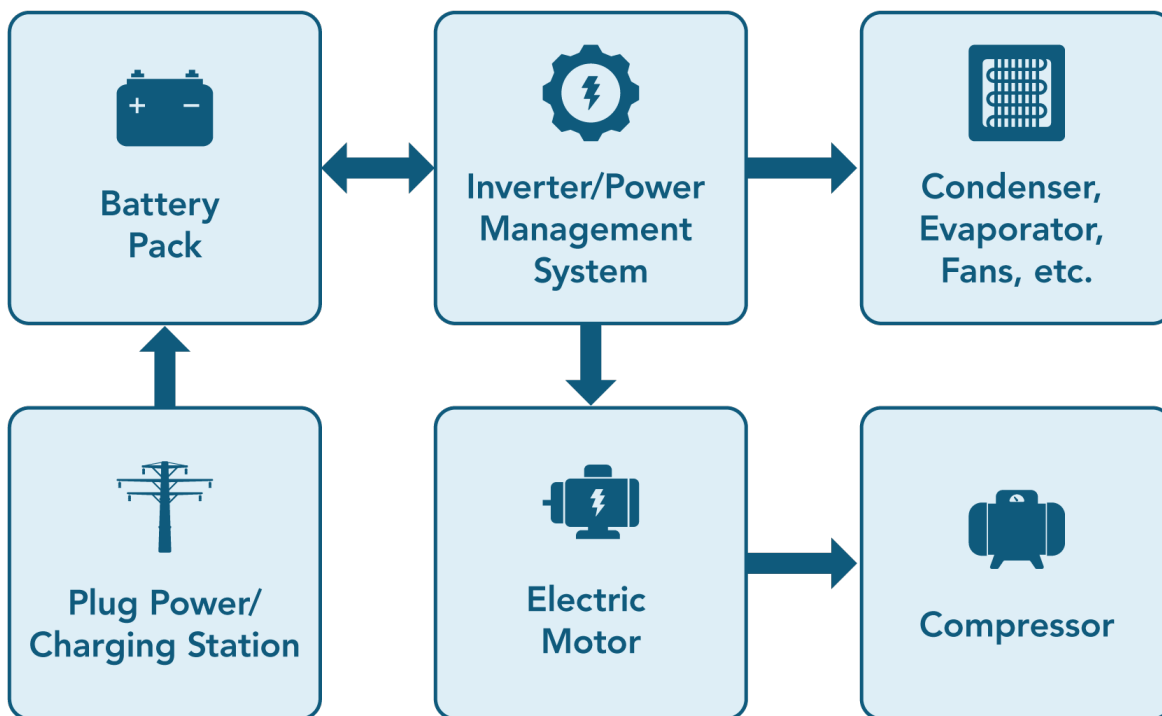 Battery
Pack
Inverter/Power
Management
System
Condenser,
Evaporator,
Fans, etc.
Plug Power/
Charging Station
Electric
Motor
Compressor